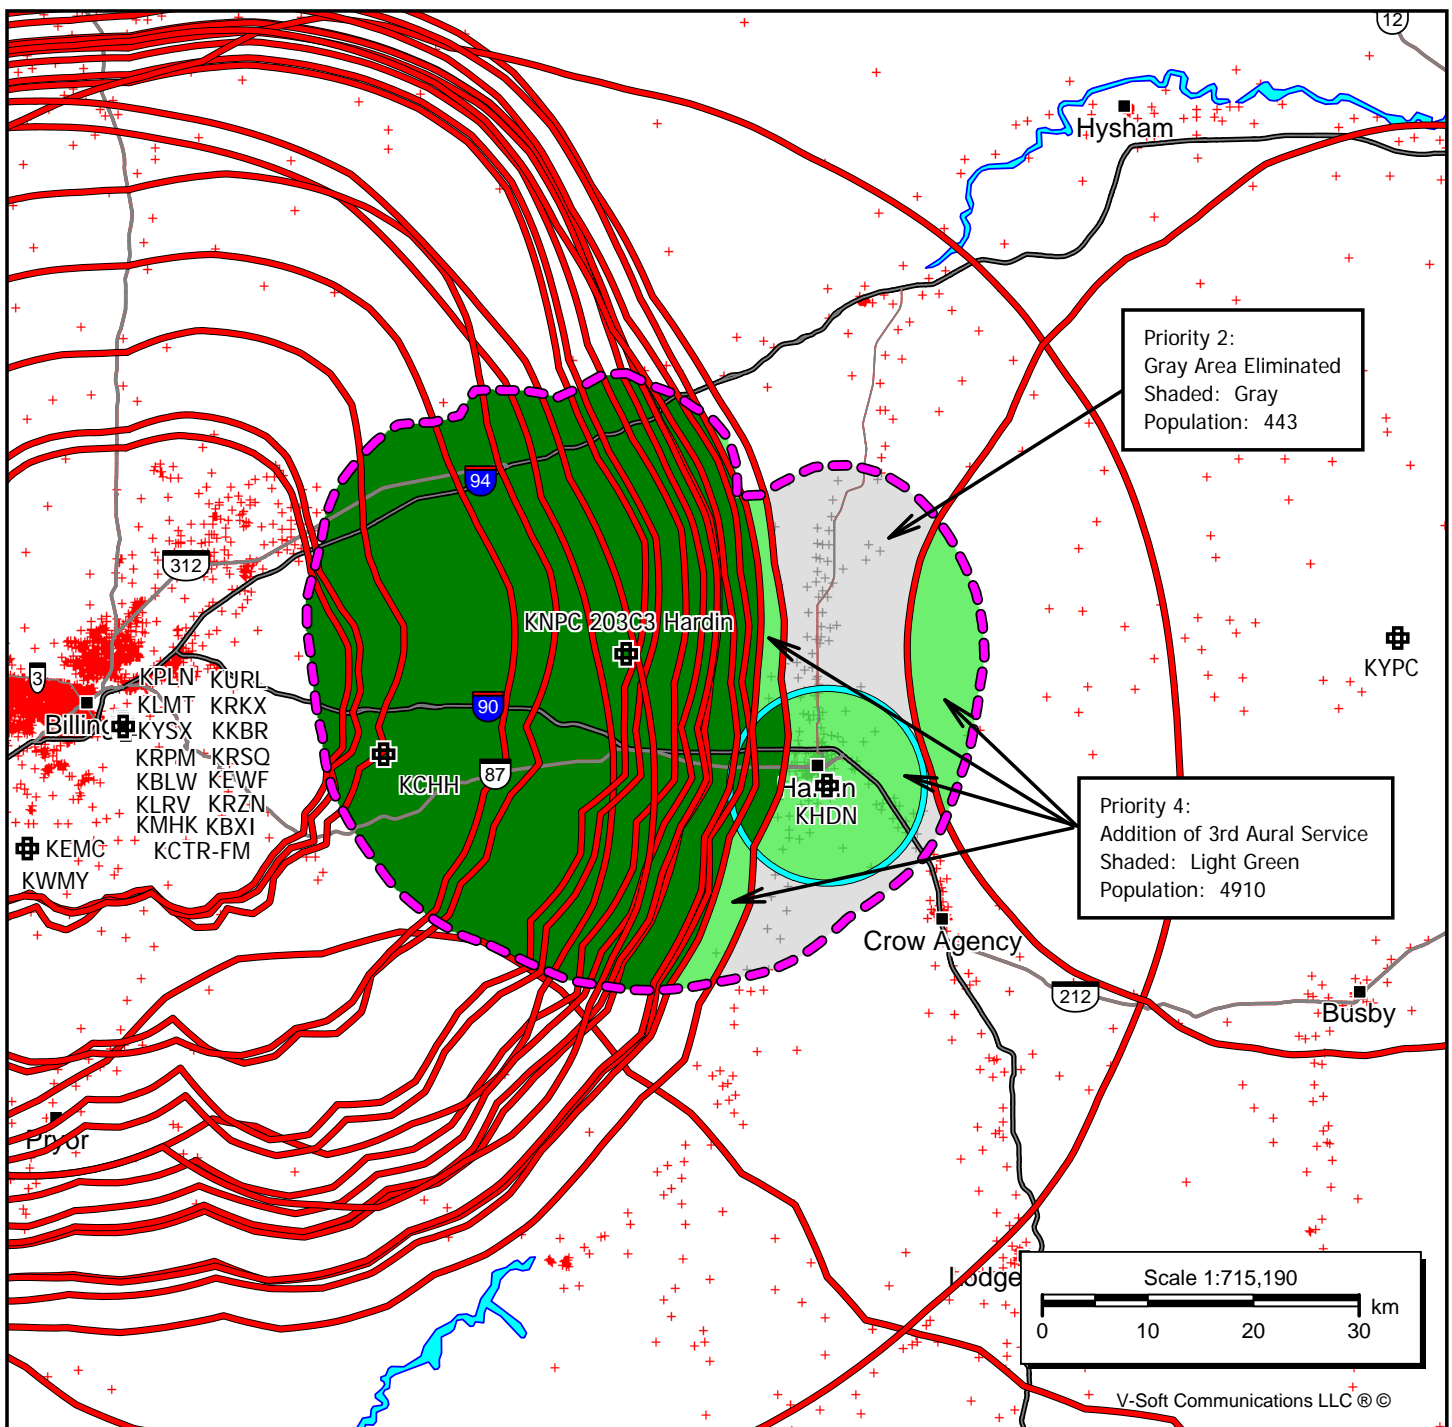 12
Hysham
Priority 2:
Gray Area Eliminated
Shaded: Gray
Population: 443
94
312
KNPC 203C3 Hardin
KYPC
3
KPLN KURL
KLMT KRKX
90
KYSX KKBR
KRPM KRSQ
KBLW KEWF
KCHH
87
KLRV KRZN
KHDN
KMHK KBXI
KEMC
KCTR-FM
KWMY
Priority 4:
Addition of 3rd Aural Service
Shaded: Light Green
Population: 4910
Crow Agency
212
Busby
Pryor
Lodge
Scale 1:715,190
km
0 10 20 30
V-Soft Communications LLC ® ©